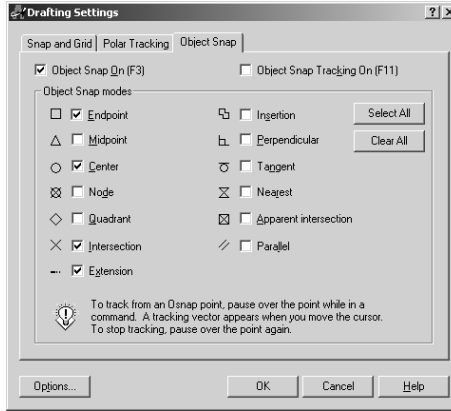 Drafting Settings
Snap and Grid Polar Tracking Object Snap
Object Snap On (F3) Object Snap Tracking On (F11)
Object Snap modes
Endpoint Insertion Select All
Midpoint Perpendicular Clear All
Center Tangent
Node Nearest
Quadrant Apparent intersection
Intersection Parallel
Extension
To track from an Osnap point, pause over the point while in a
command. A tracking vector appears when you move the cursor.
To stop tracking, pause over the point again.
Options... OK Cancel Help